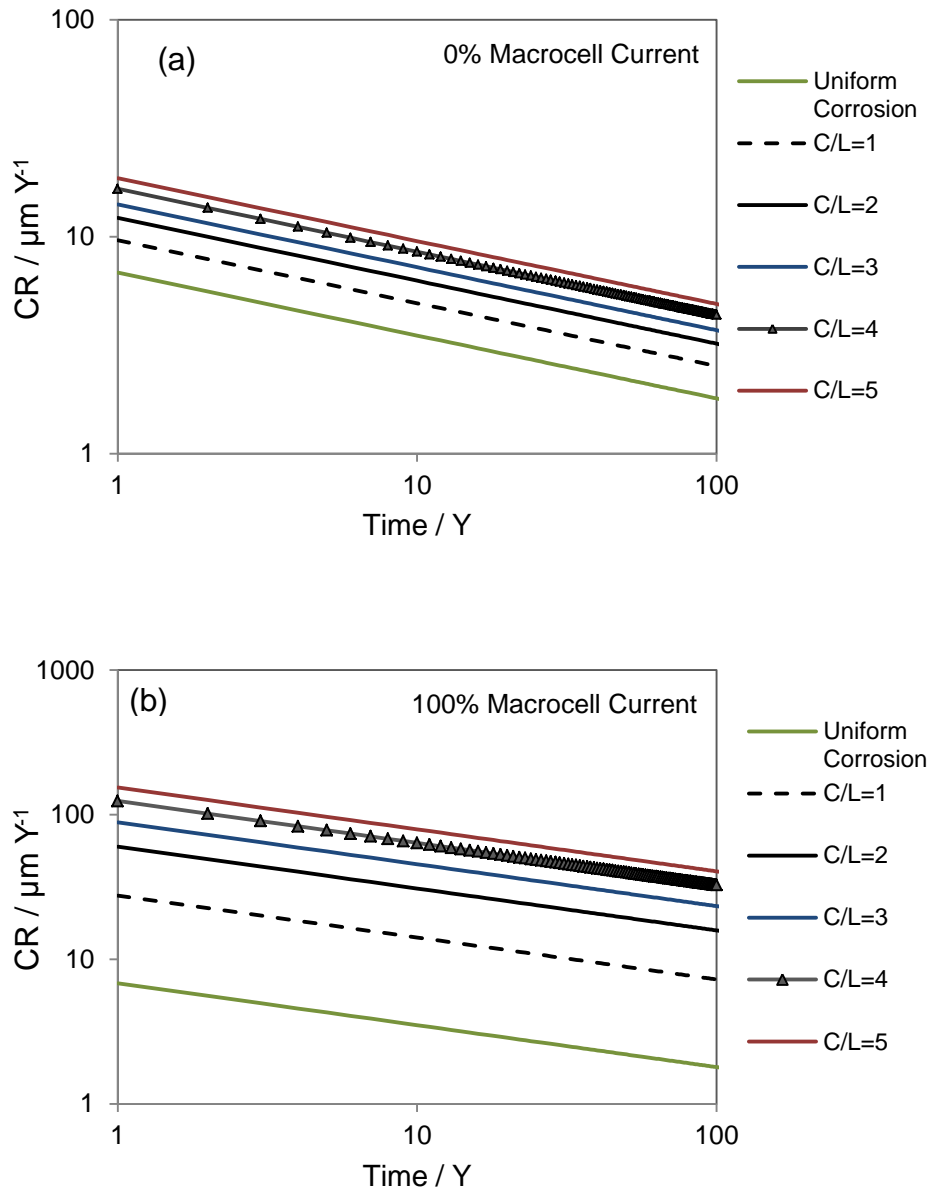 (a)
0% Macrocell Current
100
10
1
CR / µm Y⁻¹
1
10
100
Time / Y
Uniform
Corrosion
C/L=1
C/L=2
C/L=3
C/L=4
C/L=5
(b)
100% Macrocell Current
1000
100
10
1
CR / µm Y⁻¹
1
10
100
Time / Y
Uniform
Corrosion
C/L=1
C/L=2
C/L=3
C/L=4
C/L=5